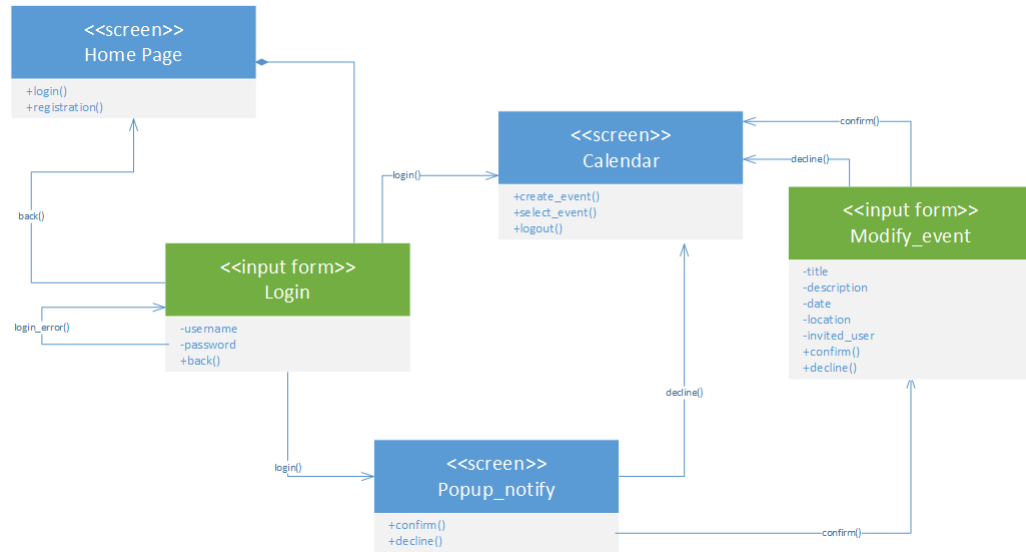 <<screen>>
Home Page
+login()
+registration()
<<screen>>
Calendar
+create_event()
+select_event()
+logout()
confirm()
decline()
login()
<<input form>>
Modify_event
-title
-description
-date
-location
-invited_user
+confirm()
+decline()
back()
<<input form>>
Login
-username
-password
+back()
login_error()
decline()
login()
<<screen>>
Popup_notify
+confirm()
+decline()
confirm()